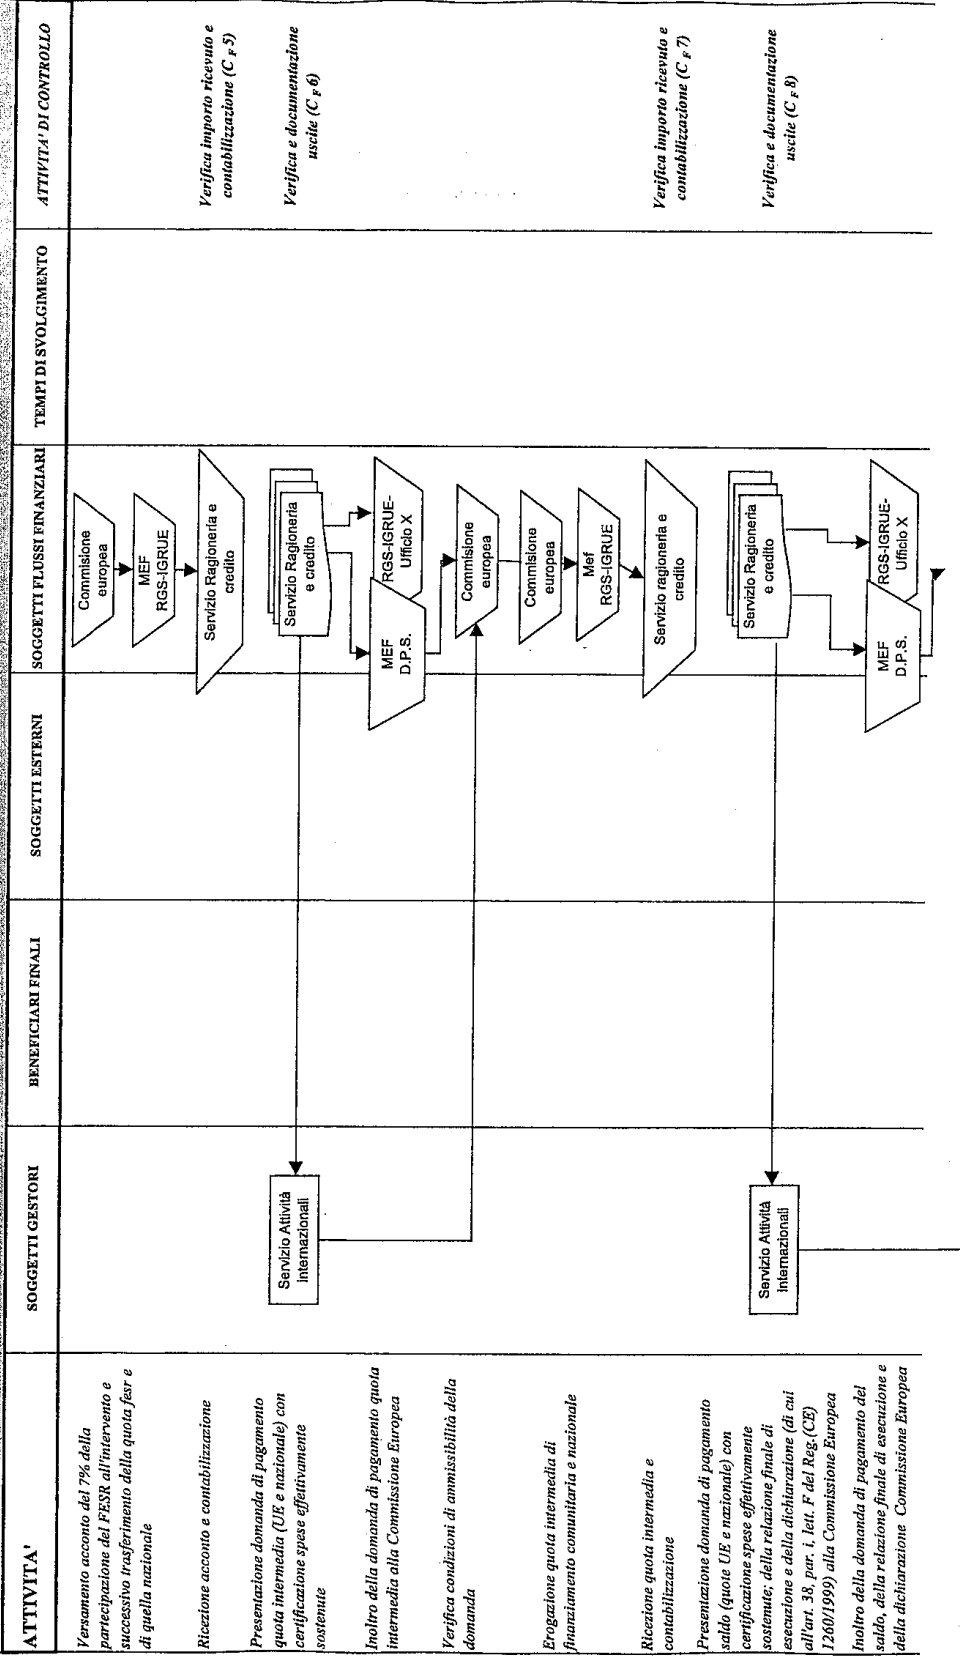 ATTIVITA'
SOGGETTI GESTORI
BENEFICIARI FINALI
SOGGETTI ESTERNI
SOGGETTI FLUSSI FINANZIARI
TEMPI DI SVOLGIMENTO
ATTIVITA' DI CONTROLLO
Versamento acconto del 7% della
partecipazione del FESR all'intervento e
successivo trasferimento della quota fesr e
di quella nazionale
Commisione
europea
MEF
RGS-IGRUE
Ricezione acconto e contabilizzazione
Servizio Ragioneria e
credito
Verifica importo ricevuto e
contabilizzazione (C F 5)
Presentazione domanda di pagamento
quota intermedia (UE e nazionale) con
certificazione spese effettivamente
sostenute
Servizio Attività
internazionali
Servizio Ragioneria
e credito
Verifica e documentazione
uscite (C F 6)
Inoltro della domanda di pagamento quota
intermedia alla Commissione Europea
MEF
D.P.S.
RGS-IGRUE-
Ufficio X
Verifica condizioni di ammissibilità della
domanda
Commisione
europea
Erogazione quota intermedia di
finanziamento comunitaria e nazionale
Commisione
europea
Mef
RGS-IGRUE
Ricezione quota intermedia e
contabilizzazione
Servizio ragioneria e
credito
Verifica importo ricevuto e
contabilizzazione (C F 7)
Presentazione domanda di pagamento
saldo (quote UE e nazionale) con
certificazione spese effettivamente
sostenute; della relazione finale di
esecuzione e della dichiarazione (di cui
all'art. 38, par. i, lett. F del Reg.(CE)
1260/1999) alla Commissione Europea
Servizio Attività
internazionali
Servizio Ragioneria
e credito
Verifica e documentazione
uscite (C F 8)
Inoltro della domanda di pagamento del
saldo, della relazione finale di esecuzione e
della dichiarazione Commissione Europea
MEF
D.P.S.
RGS-IGRUE-
Ufficio X